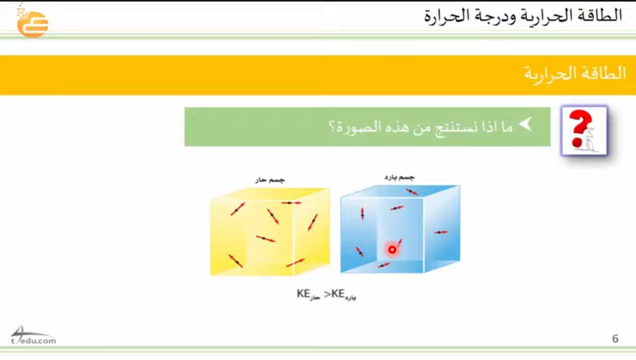 الطاقة الحرارية ودرجة الحرارة
الطاقة الحرارية
ما اذا نستنتج من هذه الصورة؟
جسم حار
جسم بارد
KE حار >KE بارد
edu.com
6